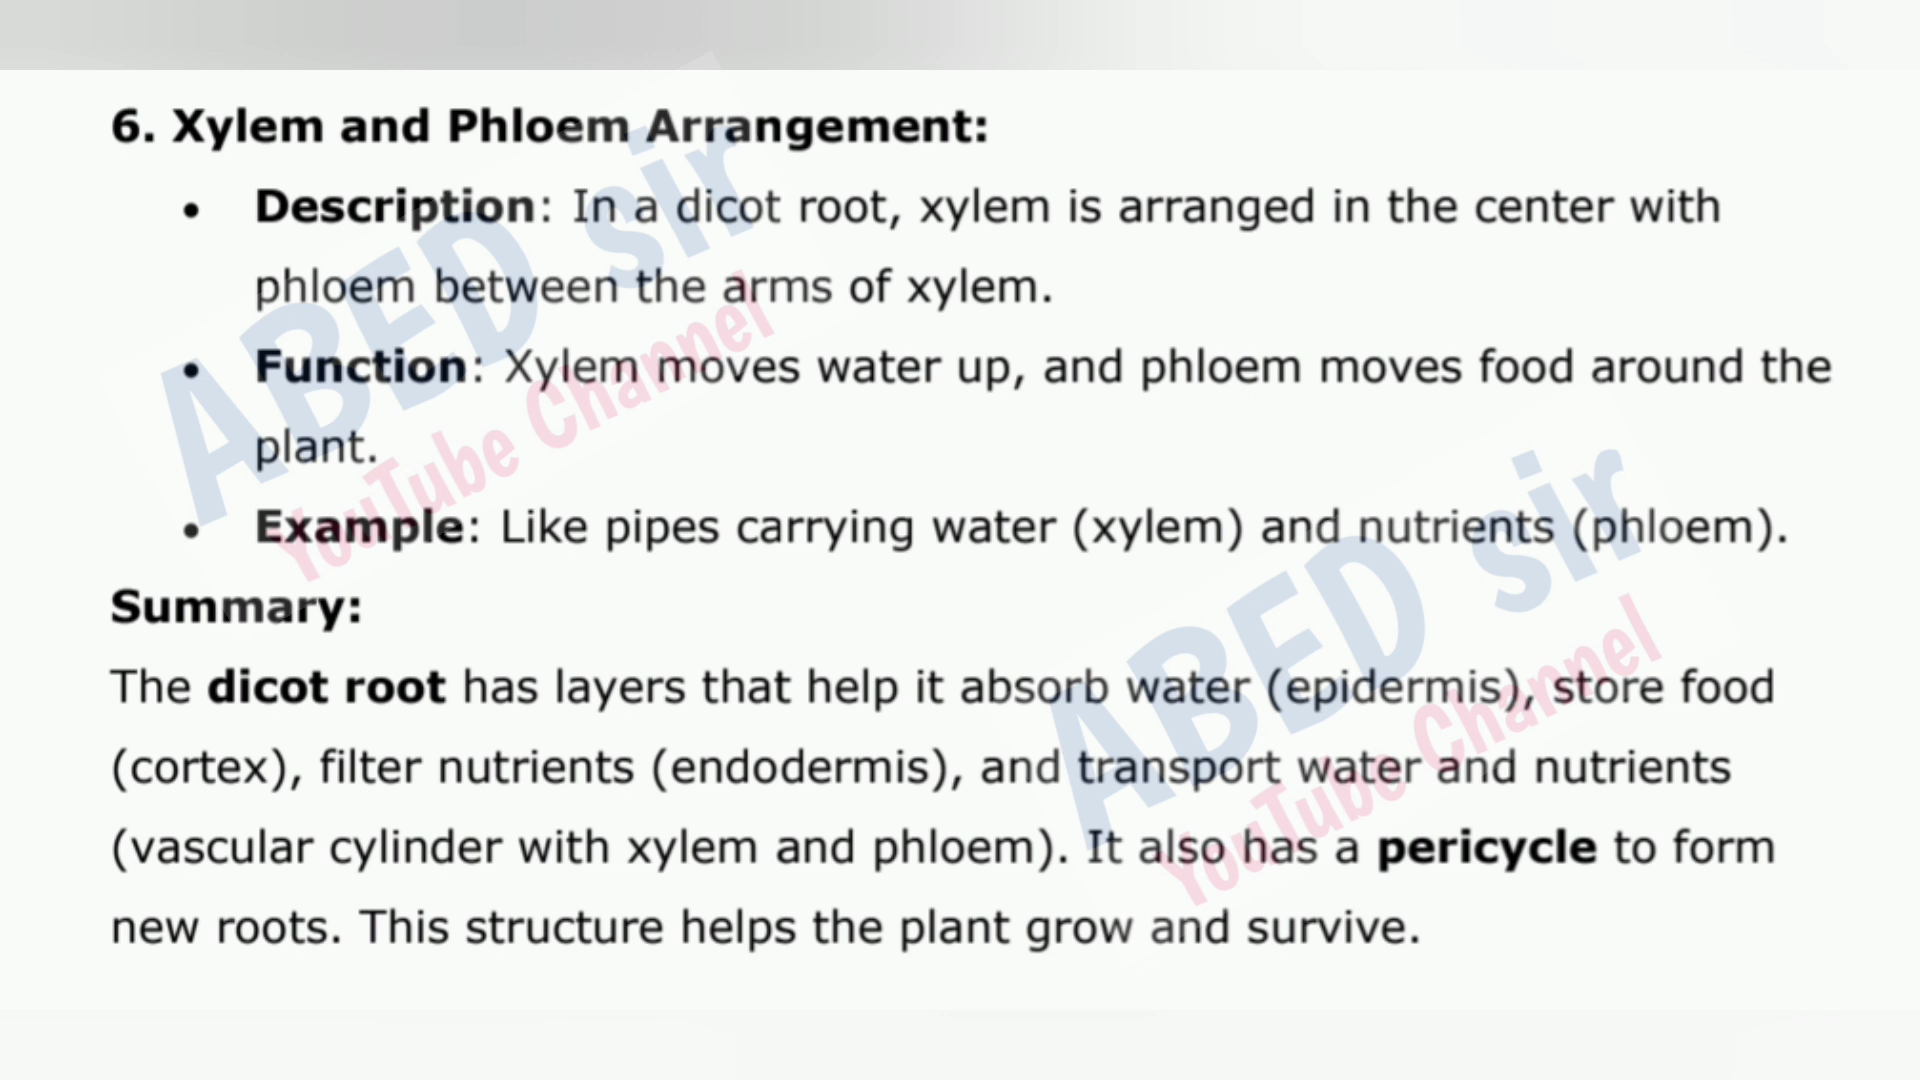 6. Xylem and Phloem Arrangement:
• Description: In a dicot root, xylem is arranged in the center with
phloem between the arms of xylem.
• Function: Xylem moves water up, and phloem moves food around the
plant.
• Example: Like pipes carrying water (xylem) and nutrients (phloem).
Summary:
The dicot root has layers that help it absorb water (epidermis), store food
(cortex), filter nutrients (endodermis), and transport water and nutrients
(vascular cylinder with xylem and phloem). It also has a pericycle to form
new roots. This structure helps the plant grow and survive.
ABED sir
YouTube Channel
ABED sir
YouTube Channel